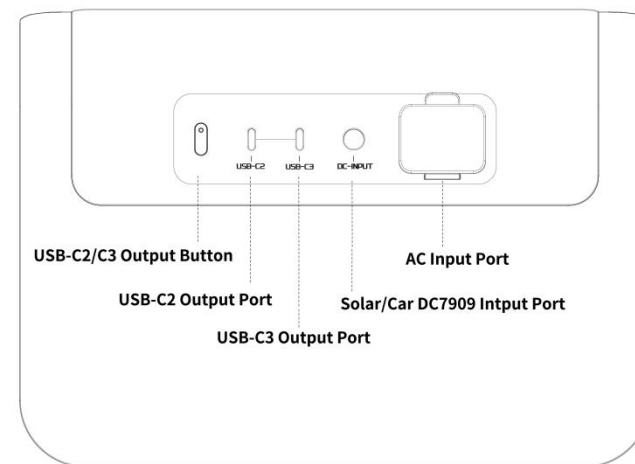 USB-C2
USB-C3
DC-INPUT
USB-C2/C3 Output Button
AC Input Port
USB-C2 Output Port
Solar/Car DC7909 Intput Port
USB-C3 Output Port